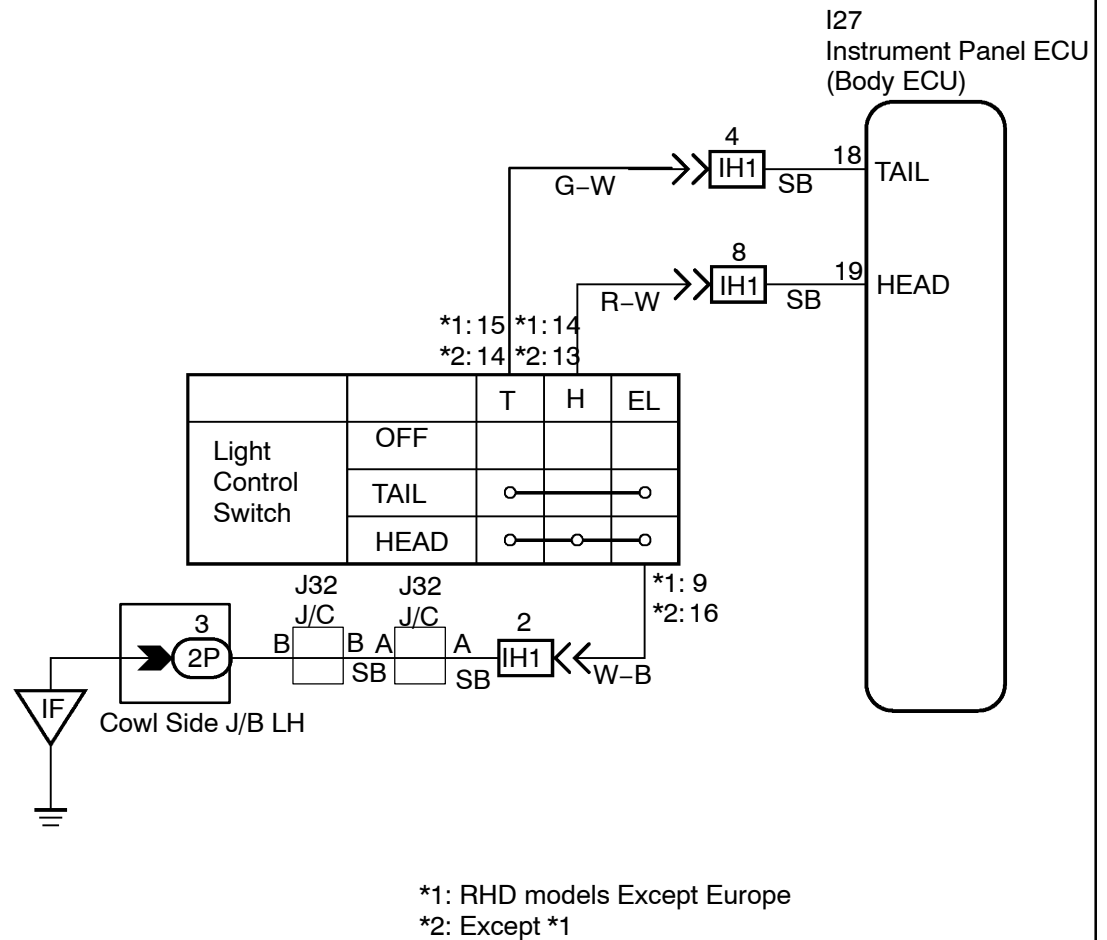 I27
Instrument Panel ECU
(Body ECU)
4
IH1
18
TAIL
G–W
SB
8
IH1
19
HEAD
R–W
SB
*1: 15 *1: 14
*2: 14 *2: 13
T H EL
OFF
Light
Control
Switch
TAIL
HEAD
*1: 9
*2: 16
J32
J/C
J32
J/C
3
2P
B
B
A
A
2
IH1
SB
SB
W–B
IF
Cowl Side J/B LH
*1: RHD models Except Europe
*2: Except *1